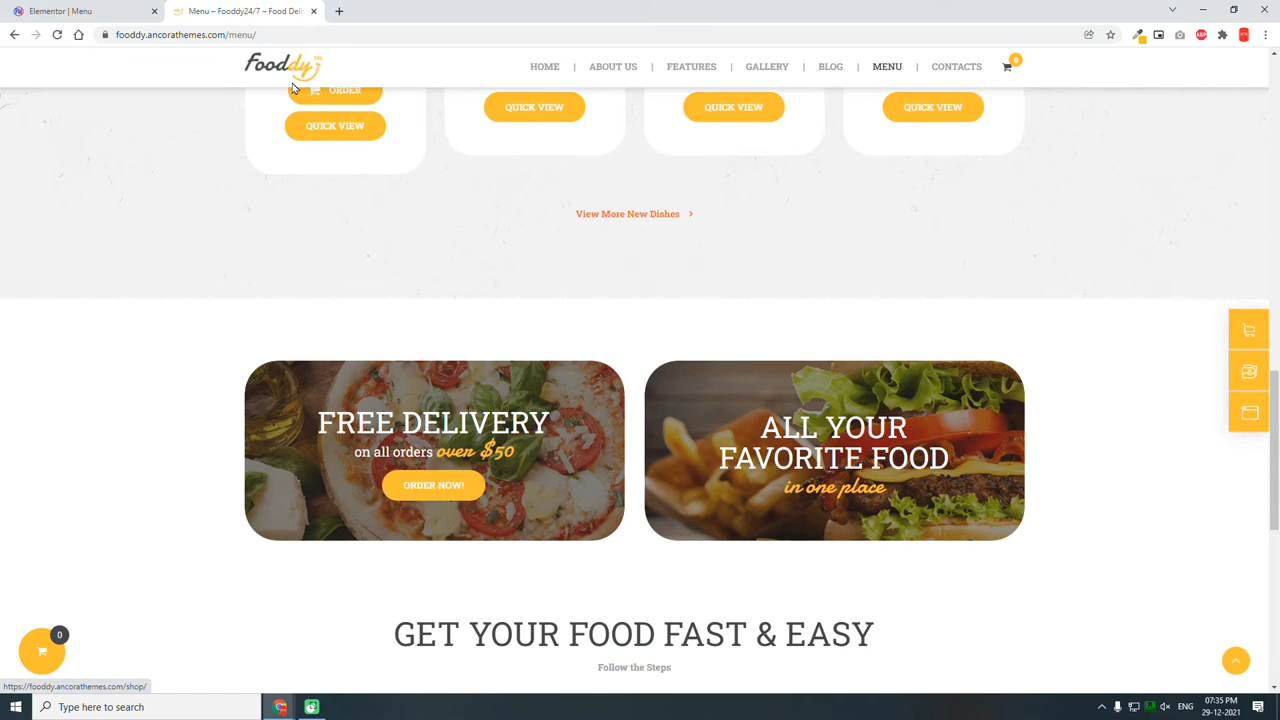 Elementor | Menu
Menu – Fooddy24/7 – Food Deli
fooddy.ancorathemes.com/menu/
Fooddy
HOME | ABOUT US | FEATURES | GALLERY | BLOG | MENU | CONTACTS
0
ORDER
QUICK VIEW
QUICK VIEW
QUICK VIEW
QUICK VIEW
View More New Dishes
FREE DELIVERY
on all orders over $50
ORDER NOW!
ALL YOUR
FAVORITE FOOD
in one place
GET YOUR FOOD FAST & EASY
Follow the Steps
0
https://fooddy.ancorathemes.com/shop/
Type here to search
ENG
07:35 PM
29-12-2021